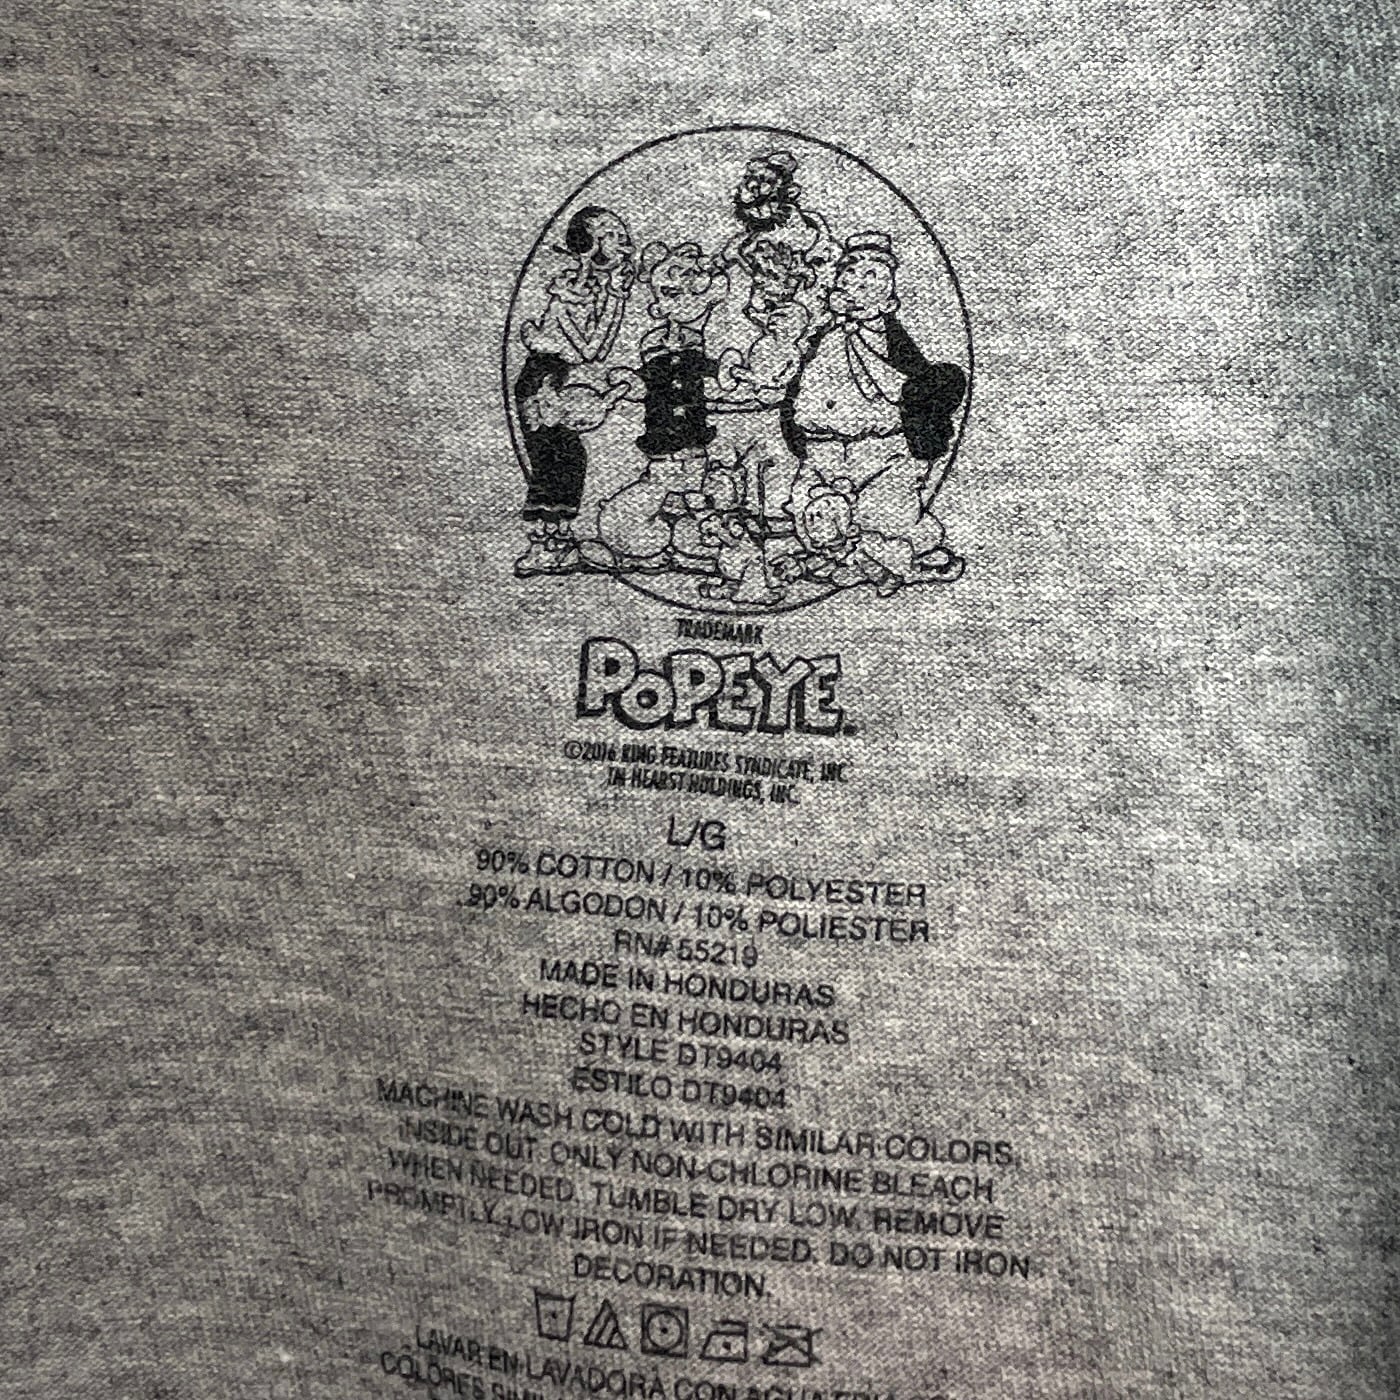 TRADEMARK
POPEYE™
©2016 KING FEATURES SYNDICATE, INC
TM HEARST HOLDINGS, INC.
L/G
90% COTTON / 10% POLYESTER
90% ALGODON / 10% POLIESTER
RN# 55219
MADE IN HONDURAS
HECHO EN HONDURAS
STYLE DT9404
ESTILO DT9404
MACHINE WASH COLD WITH SIMILAR COLORS,
INSIDE OUT. ONLY NON-CHLORINE BLEACH
WHEN NEEDED. TUMBLE DRY LOW. REMOVE
PROMPTLY. LOW IRON IF NEEDED. DO NOT IRON
DECORATION.
LAVAR EN LAVADORA CON AGUA
COLORES